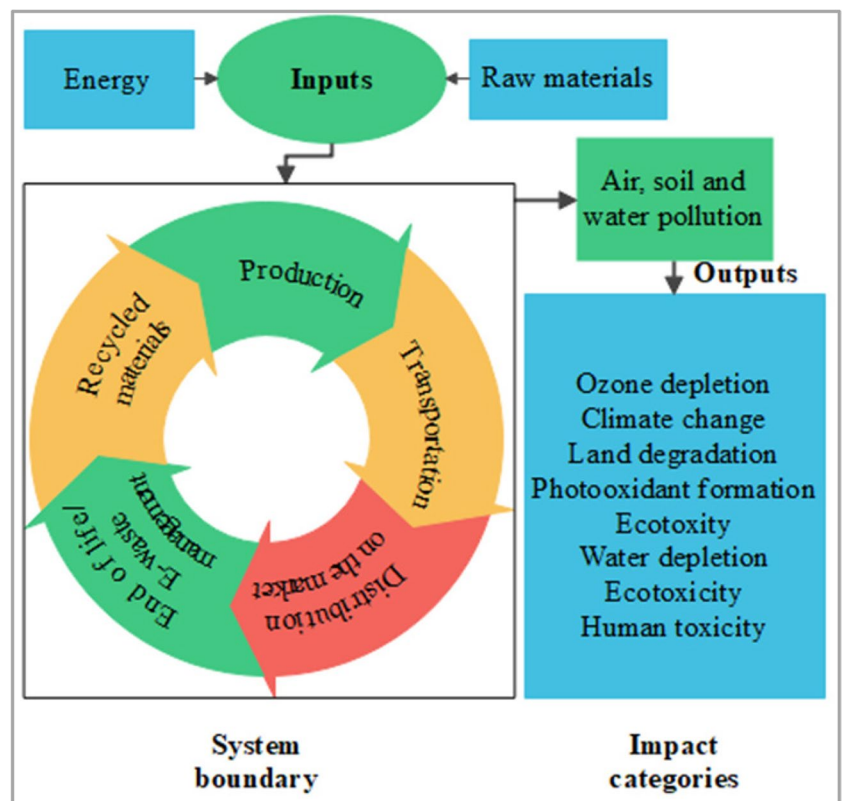 Energy
Inputs
Raw materials
Air, soil and
water pollution
Outputs
Production
Transportation
Distribution
on the market
End of life/
E-waste
management
Recycled
materials
Ozone depletion
Climate change
Land degradation
Photooxidant formation
Ecotoxity
Water depletion
Ecotoxicity
Human toxicity
System
boundary
Impact
categories